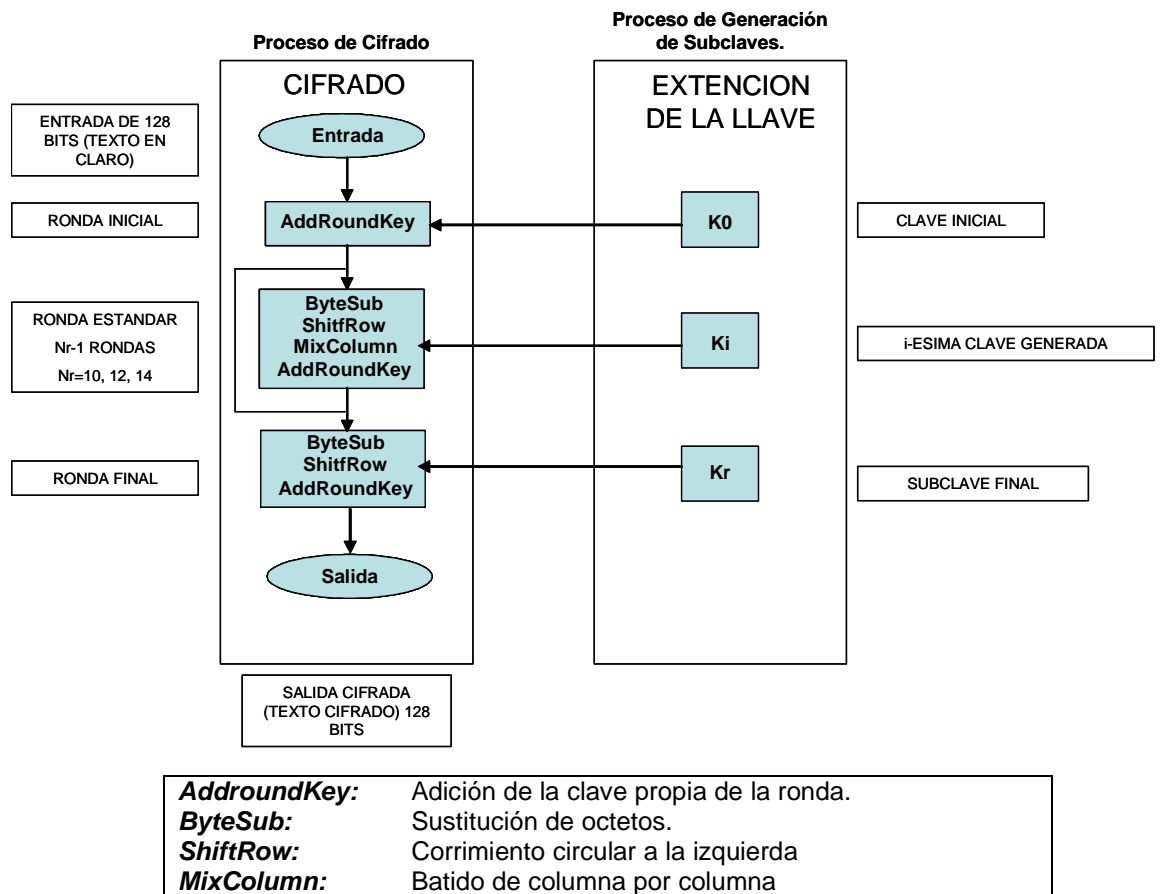 Proceso de Cifrado
Proceso de Generación
de Subclaves.
CIFRADO
EXTENCION
DE LA LLAVE
ENTRADA DE 128
BITS (TEXTO EN
CLARO)
Entrada
RONDA INICIAL
AddRoundKey
K0
CLAVE INICIAL
RONDA ESTANDAR
Nr-1 RONDAS
Nr=10, 12, 14
ByteSub
ShitfRow
MixColumn
AddRoundKey
Ki
i-ESIMA CLAVE GENERADA
RONDA FINAL
ByteSub
ShitfRow
AddRoundKey
Kr
SUBCLAVE FINAL
Salida
SALIDA CIFRADA
(TEXTO CIFRADO) 128
BITS
AddroundKey: Adición de la clave propia de la ronda.
ByteSub: Sustitución de octetos.
ShiftRow: Corrimiento circular a la izquierda
MixColumn: Batido de columna por columna